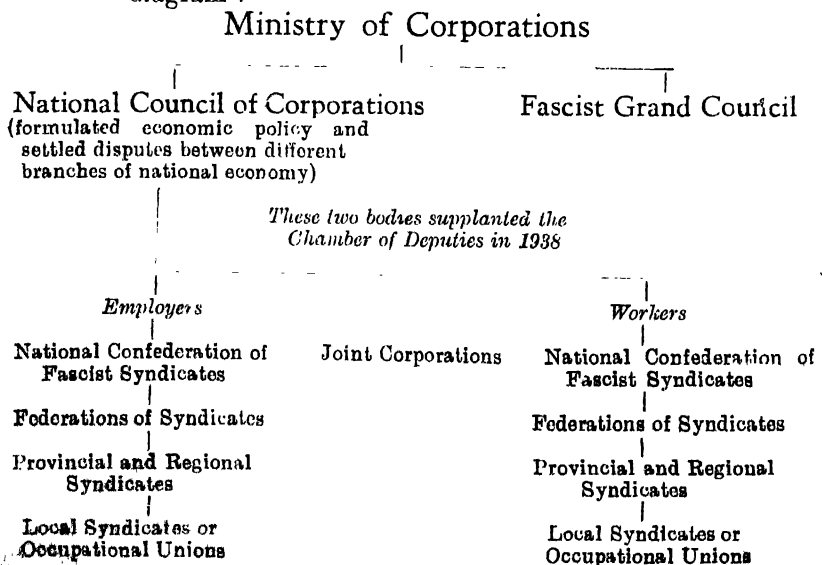 diagram :
Ministry of Corporations
National Council of Corporations
(formulated economic policy and
settled disputes between different
branches of national economy)
Fascist Grand Council
These two bodies supplanted the
Chamber of Deputies in 1938
Employers
National Confederation of
Fascist Syndicates
Federations of Syndicates
Provincial and Regional
Syndicates
Local Syndicates or
Occupational Unions
Joint Corporations
Workers
National Confederation of
Fascist Syndicates
Federations of Syndicates
Provincial and Regional
Syndicates
Local Syndicates or
Occupational Unions